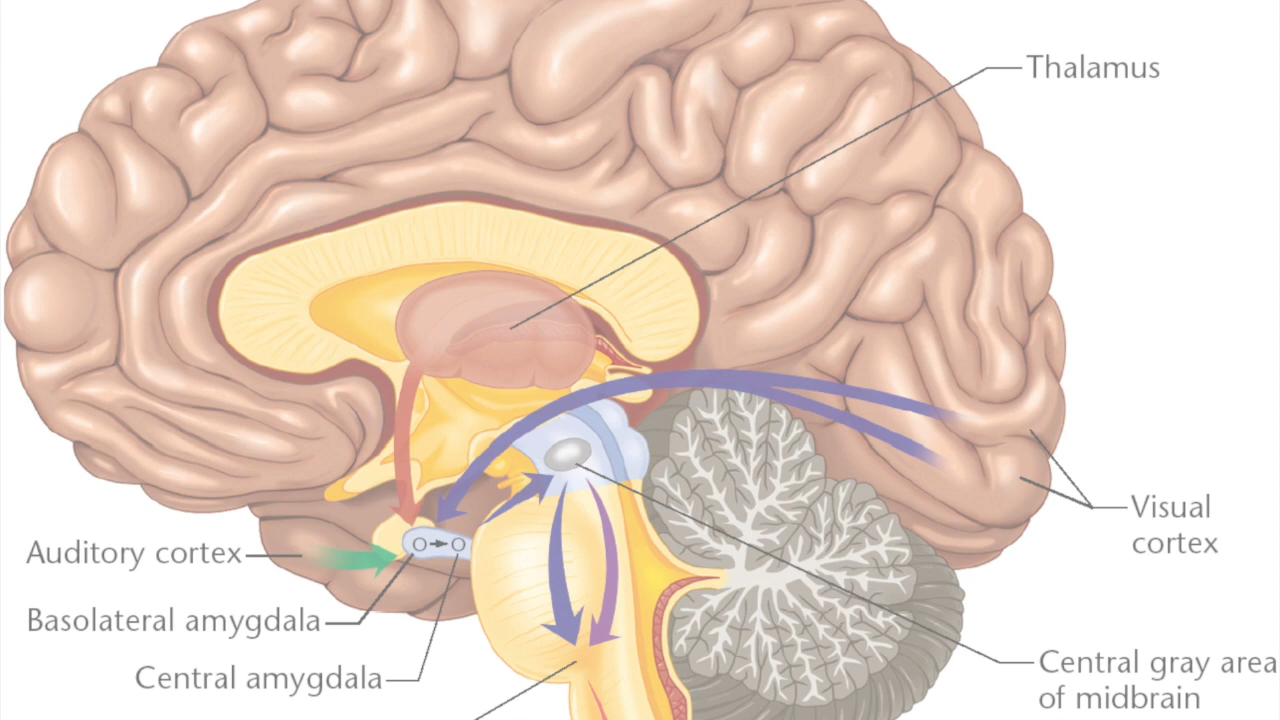 Thalamus
Visual
cortex
Auditory cortex
Basolateral amygdala
Central amygdala
Central gray area
of midbrain